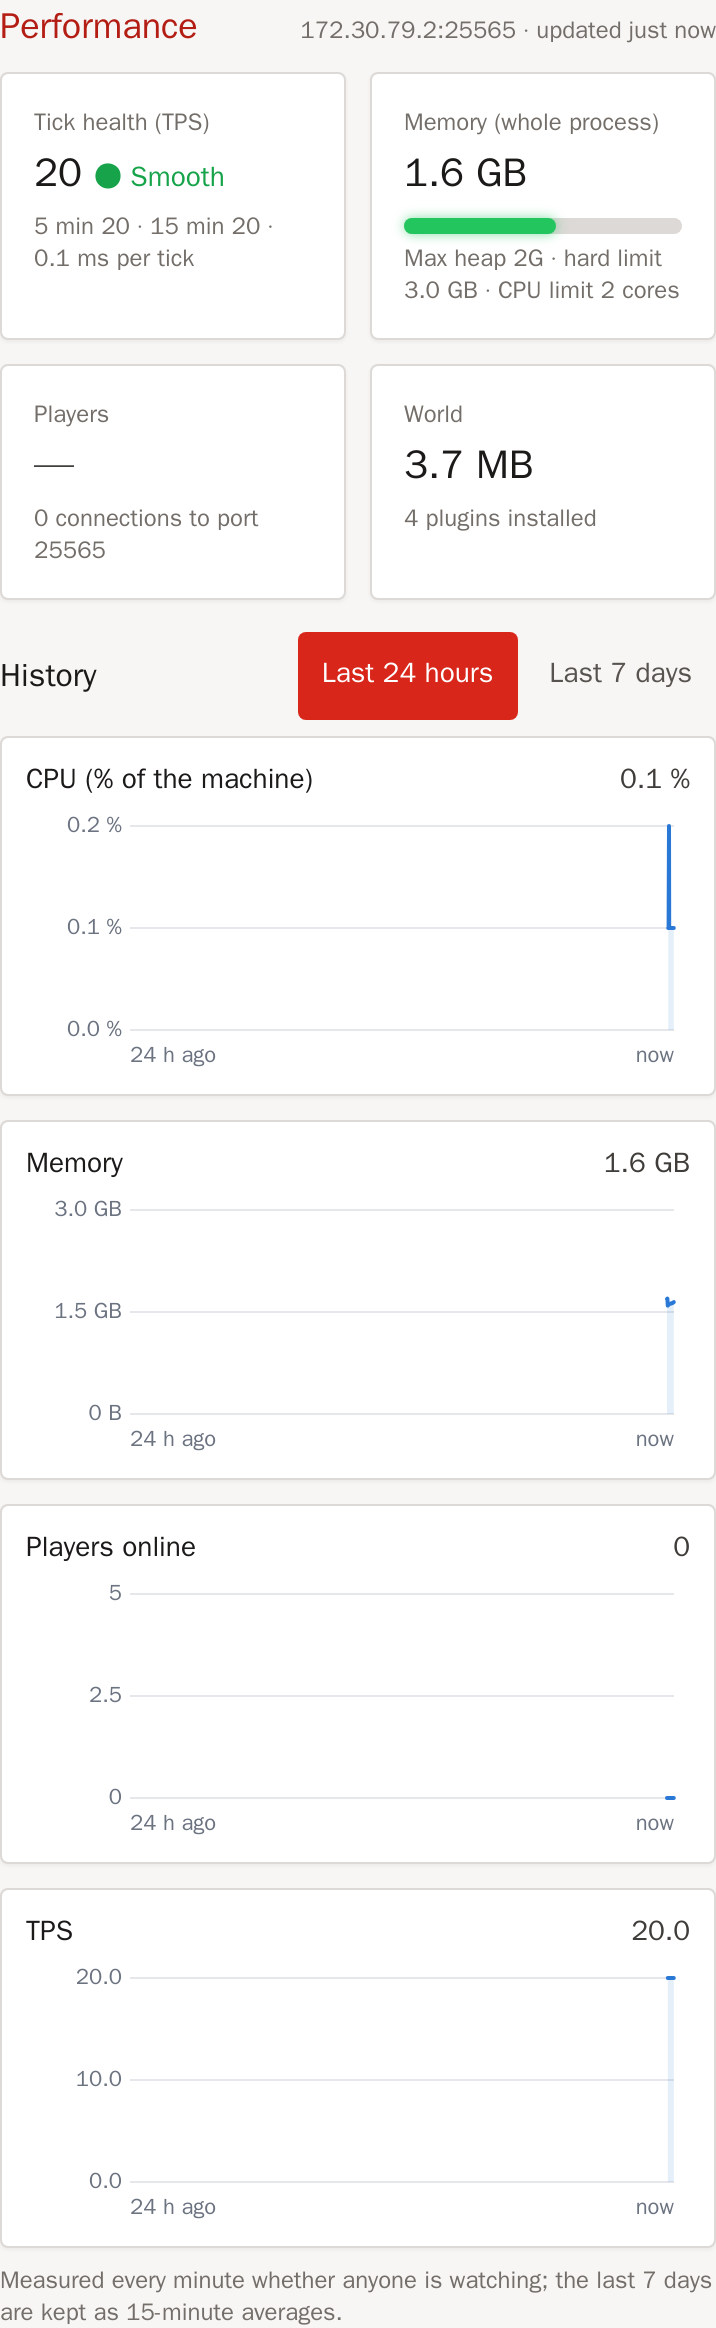 Performance
172.30.79.2:25565 · updated just now
Tick health (TPS)
20 Smooth
5 min 20 · 15 min 20 ·
0.1 ms per tick
Memory (whole process)
1.6 GB
Max heap 2G · hard limit
3.0 GB · CPU limit 2 cores
Players
—
0 connections to port
25565
World
3.7 MB
4 plugins installed
History
Last 24 hours
Last 7 days
CPU (% of the machine)
0.1 %
0.2 %
0.1 %
0.0 %
24 h ago
now
Memory
1.6 GB
3.0 GB
1.5 GB
0 B
24 h ago
now
Players online
0
5
2.5
0
24 h ago
now
TPS
20.0
20.0
10.0
0.0
24 h ago
now
Measured every minute whether anyone is watching; the last 7 days
are kept as 15-minute averages.